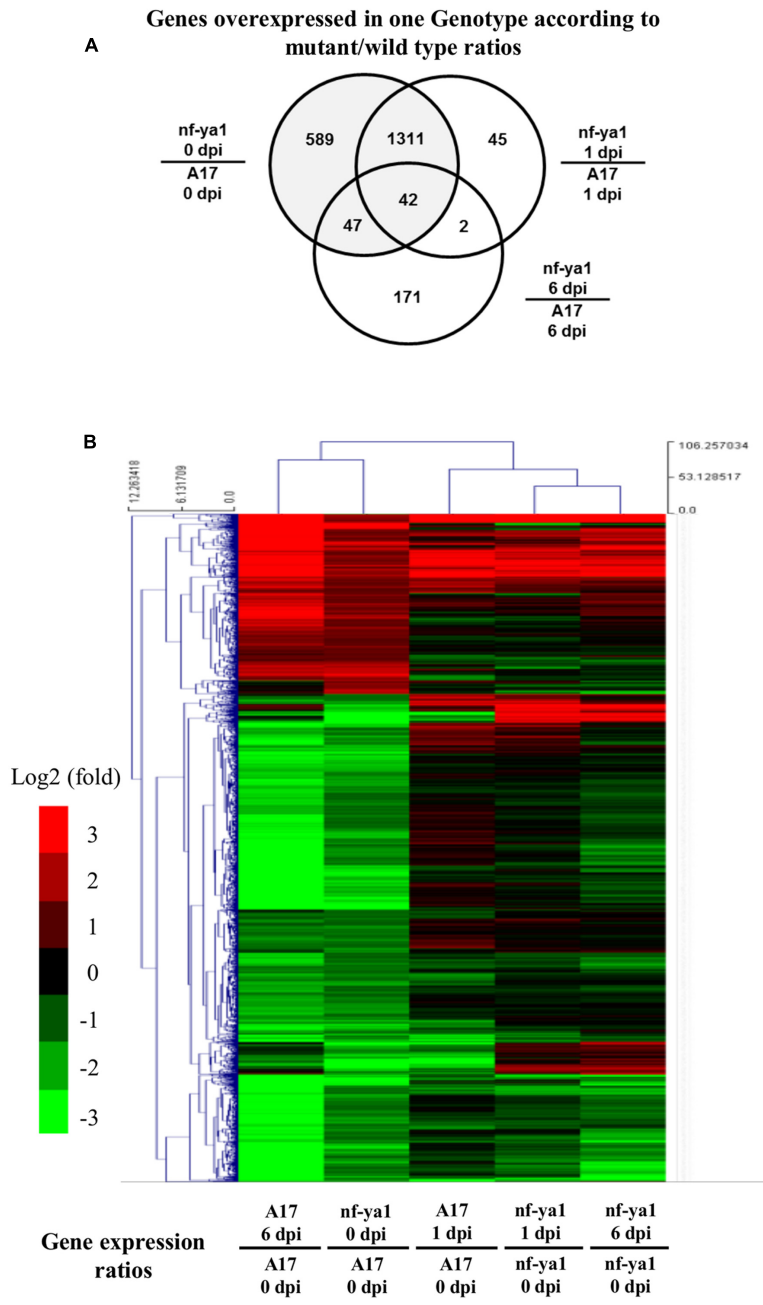 Genes overexpressed in one Genotype according to
mutant/wild type ratios
A
nf-ya1
0 dpi
A17
0 dpi
589
1311
45
42
47
2
171
nf-ya1
1 dpi
A17
1 dpi
nf-ya1
6 dpi
A17
6 dpi
B
12.263418
6.131709
0.0
106.257034
53.128517
0.0
Log2 (fold)
3
2
1
0
-1
-2
-3
Gene expression
ratios
A17
6 dpi
A17
0 dpi
nf-ya1
0 dpi
A17
0 dpi
A17
1 dpi
A17
0 dpi
nf-ya1
1 dpi
nf-ya1
0 dpi
nf-ya1
6 dpi
nf-ya1
0 dpi